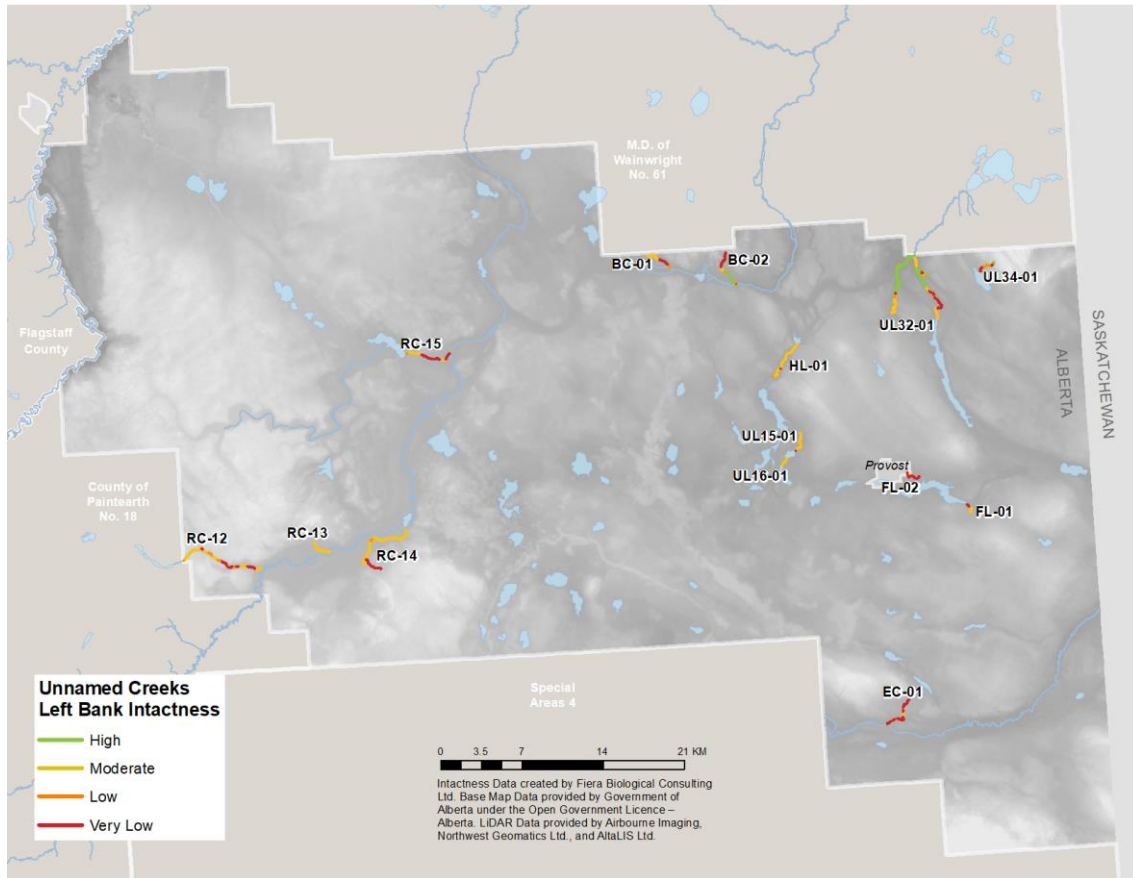 M.D. of
Wainwright
No. 61
BC-01
BC-02
UL34-01
UL32-01
Flagstaff
County
RC-15
HL-01
SASKATCHEWAN
ALBERTA
UL15-01
UL16-01
Provost
FL-02
FL-01
County of
Paintearth
No. 18
RC-12
RC-13
RC-14
Special
Areas 4
EC-01
Unnamed Creeks
Left Bank Intactness
High
Moderate
Low
Very Low
0 3.5 7 14 21 KM
Intactness Data created by Fiera Biological Consulting
Ltd. Base Map Data provided by Government of
Alberta under the Open Government Licence –
Alberta. LiDAR Data provided by Airbourne Imaging,
Northwest Geomatics Ltd., and AltaLIS Ltd.